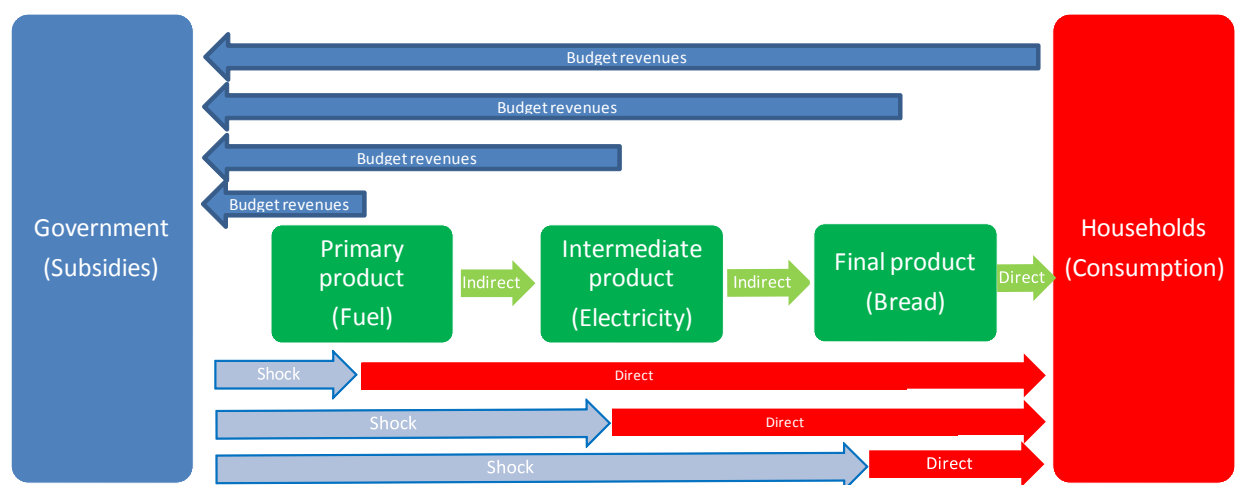 Budget revenues
Budget revenues
Budget revenues
Budget revenues
Government
(Subsidies)
Primary
product
(Fuel)
Indirect
Intermediate
product
(Electricity)
Indirect
Final product
(Bread)
Direct
Households
(Consumption)
Shock
Direct
Shock
Direct
Shock
Direct